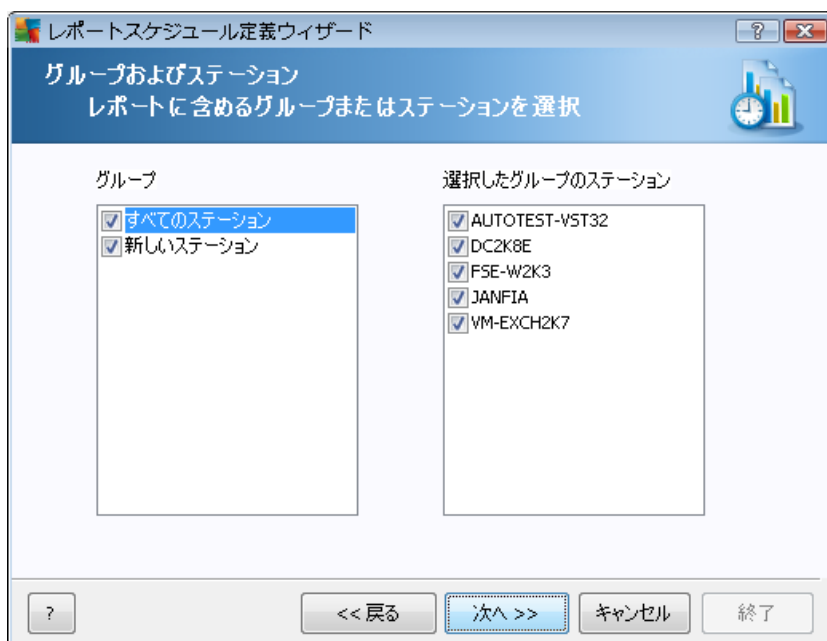 レポートスケジュール定義ウィザード
?
グループおよびステーション
レポートに含めるグループまたはステーションを選択
グループ
すべてのステーション
新しいステーション
選択したグループのステーション
AUTOTEST-VST32
DC2K8E
FSE-W2K3
JANFIA
VM-EXCH2K7
?
<< 戻る
次へ >>
キャンセル
終了